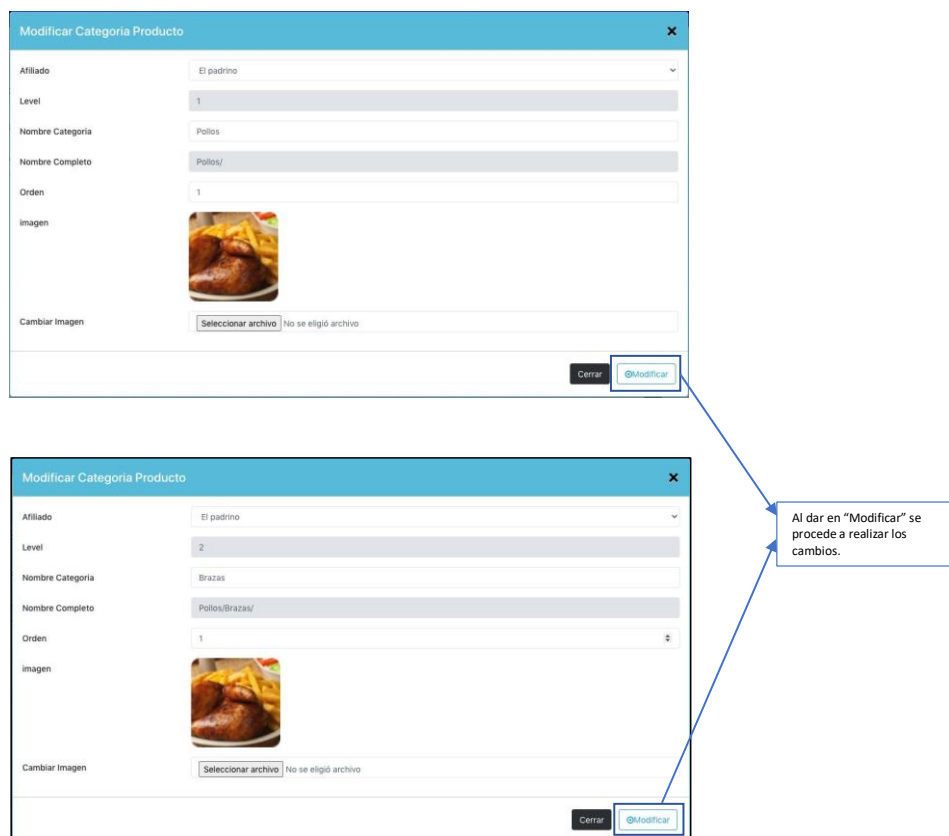 Modificar Categoria Producto ×
Afiliado El padrino
Level 1
Nombre Categoria Pollos
Nombre Completo Pollos/
Orden 1
imagen
Cambiar Imagen Seleccionar archivo No se eligió archivo
Cerrar Modificar
Modificar Categoria Producto ×
Afiliado El padrino
Level 2
Nombre Categoria Brazas
Nombre Completo Pollos/Brazas/
Orden 1
imagen
Cambiar Imagen Seleccionar archivo No se eligió archivo
Cerrar Modificar
Al dar en “Modificar” se
procede a realizar los
cambios.